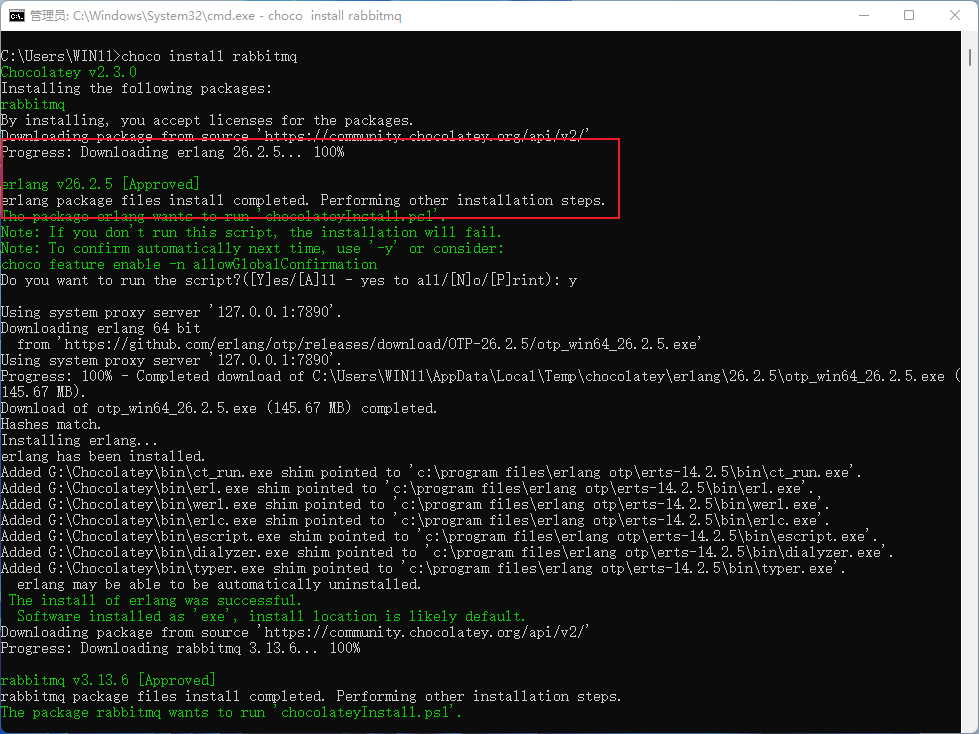 管理员: C:\Windows\System32\cmd.exe - choco  install rabbitmq
C:\Users\WIN11>choco install rabbitmq
Chocolatey v2.3.0
Installing the following packages:
rabbitmq
By installing, you accept licenses for the packages.
Downloading package from source 'https://community.chocolatey.org/api/v2/'
Progress: Downloading erlang 26.2.5... 100%
erlang v26.2.5 [Approved]
erlang package files install completed. Performing other installation steps.
The package erlang wants to run 'chocolateyInstall.ps1'.
Note: If you don't run this script, the installation will fail.
Note: To confirm automatically next time, use '-y' or consider:
choco feature enable -n allowGlobalConfirmation
Do you want to run the script?([Y]es/[A]ll - yes to all/[N]o/[P]rint): y
Using system proxy server '127.0.0.1:7890'.
Downloading erlang 64 bit
  from 'https://github.com/erlang/otp/releases/download/OTP-26.2.5/otp_win64_26.2.5.exe'
Using system proxy server '127.0.0.1:7890'.
Progress: 100% - Completed download of C:\Users\WIN11\AppData\Local\Temp\chocolatey\erlang\26.2.5\otp_win64_26.2.5.exe (
145.67 MB).
Download of otp_win64_26.2.5.exe (145.67 MB) completed.
Hashes match.
Installing erlang...
erlang has been installed.
Added G:\Chocolatey\bin\ct_run.exe shim pointed to 'c:\program files\erlang otp\erts-14.2.5\bin\ct_run.exe'.
Added G:\Chocolatey\bin\erl.exe shim pointed to 'c:\program files\erlang otp\erts-14.2.5\bin\erl.exe'.
Added G:\Chocolatey\bin\werl.exe shim pointed to 'c:\program files\erlang otp\erts-14.2.5\bin\werl.exe'.
Added G:\Chocolatey\bin\erlc.exe shim pointed to 'c:\program files\erlang otp\erts-14.2.5\bin\erlc.exe'.
Added G:\Chocolatey\bin\escript.exe shim pointed to 'c:\program files\erlang otp\erts-14.2.5\bin\escript.exe'.
Added G:\Chocolatey\bin\dialyzer.exe shim pointed to 'c:\program files\erlang otp\erts-14.2.5\bin\dialyzer.exe'.
Added G:\Chocolatey\bin\typer.exe shim pointed to 'c:\program files\erlang otp\erts-14.2.5\bin\typer.exe'.
  erlang may be able to be automatically uninstalled.
 The install of erlang was successful.
  Software installed as 'exe', install location is likely default.
Downloading package from source 'https://community.chocolatey.org/api/v2/'
Progress: Downloading rabbitmq 3.13.6... 100%
rabbitmq v3.13.6 [Approved]
rabbitmq package files install completed. Performing other installation steps.
The package rabbitmq wants to run 'chocolateyInstall.ps1'.